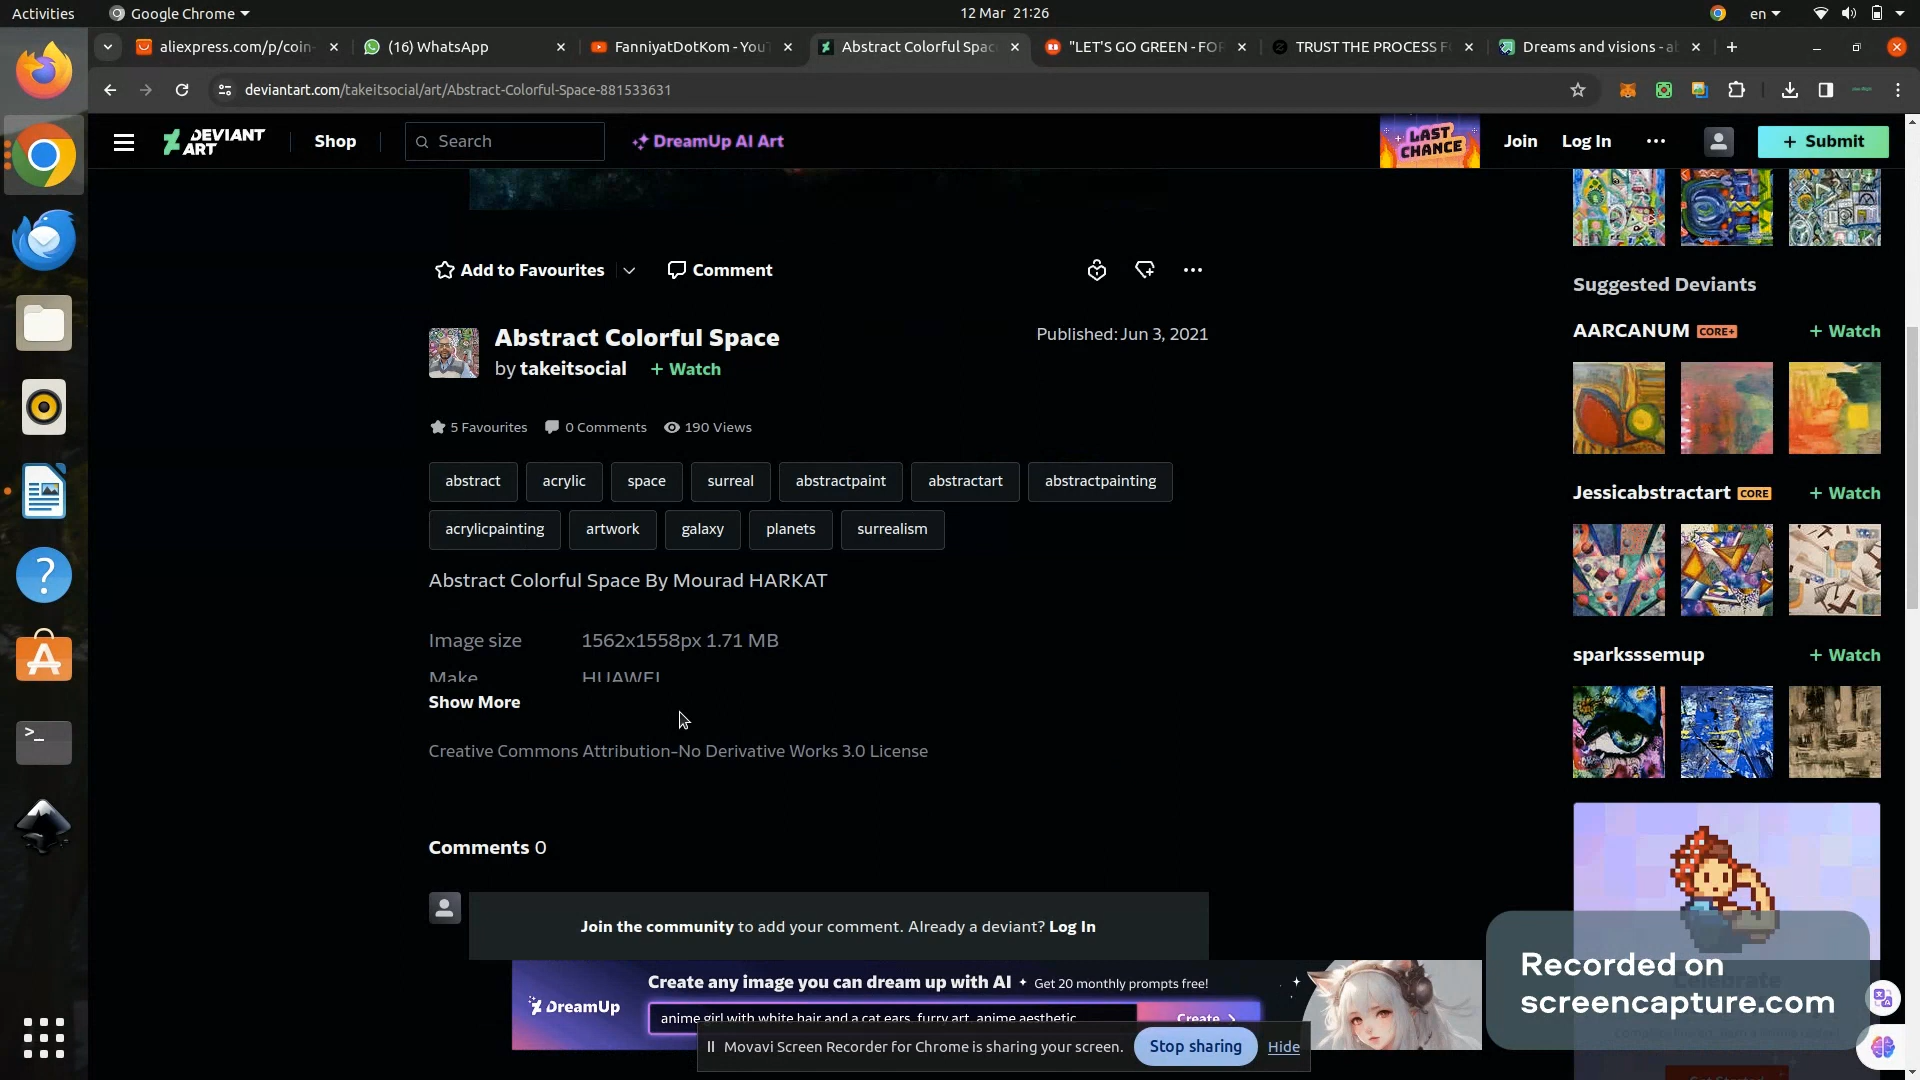 Activities
Google Chrome
12 Mar 21:26
en
aliexpress.com/p/coin-
(16) WhatsApp
FanniyatDotKom - You
Abstract Colorful Spac
"LET'S GO GREEN - FOR
TRUST THE PROCESS F
Dreams and visions - a
deviantart.com/takeitsocial/art/Abstract-Colorful-Space-881533631
DEVIANT
ART
Shop
Search
DreamUp AI Art
LAST
CHANCE
Join
Log In
+ Submit
Add to Favourites
Comment
Suggested Deviants
Abstract Colorful Space
Published: Jun 3, 2021
by takeitsocial
+ Watch
AARCANUM CORE+
+ Watch
5 Favourites
0 Comments
190 Views
abstract
acrylic
space
surreal
abstractpaint
abstractart
abstractpainting
Jessicabstractart CORE
+ Watch
acrylicpainting
artwork
galaxy
planets
surrealism
Abstract Colorful Space By Mourad HARKAT
Image size 1562x1558px 1.71 MB
Make HUAWEI
sparksssemup
+ Watch
Show More
Creative Commons Attribution-No Derivative Works 3.0 License
Comments 0
Join the community to add your comment. Already a deviant? Log In
Recorded on
screencapture.com
Celebrate
DreamUp
Create any image you can dream up with AI
Get 20 monthly prompts free!
anime girl with white hair and a cat ears, furry art, anime aesthetic
Create
Movavi Screen Recorder for Chrome is sharing your screen.
Stop sharing
Hide